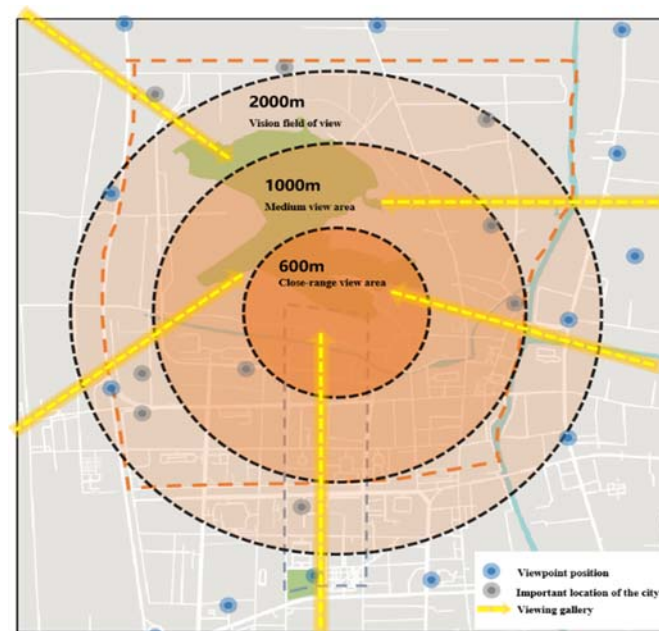 2000m
Vision field of view
1000m
Medium view area
600m
Close-range view area
Viewpoint position
Important location of the city
Viewing gallery